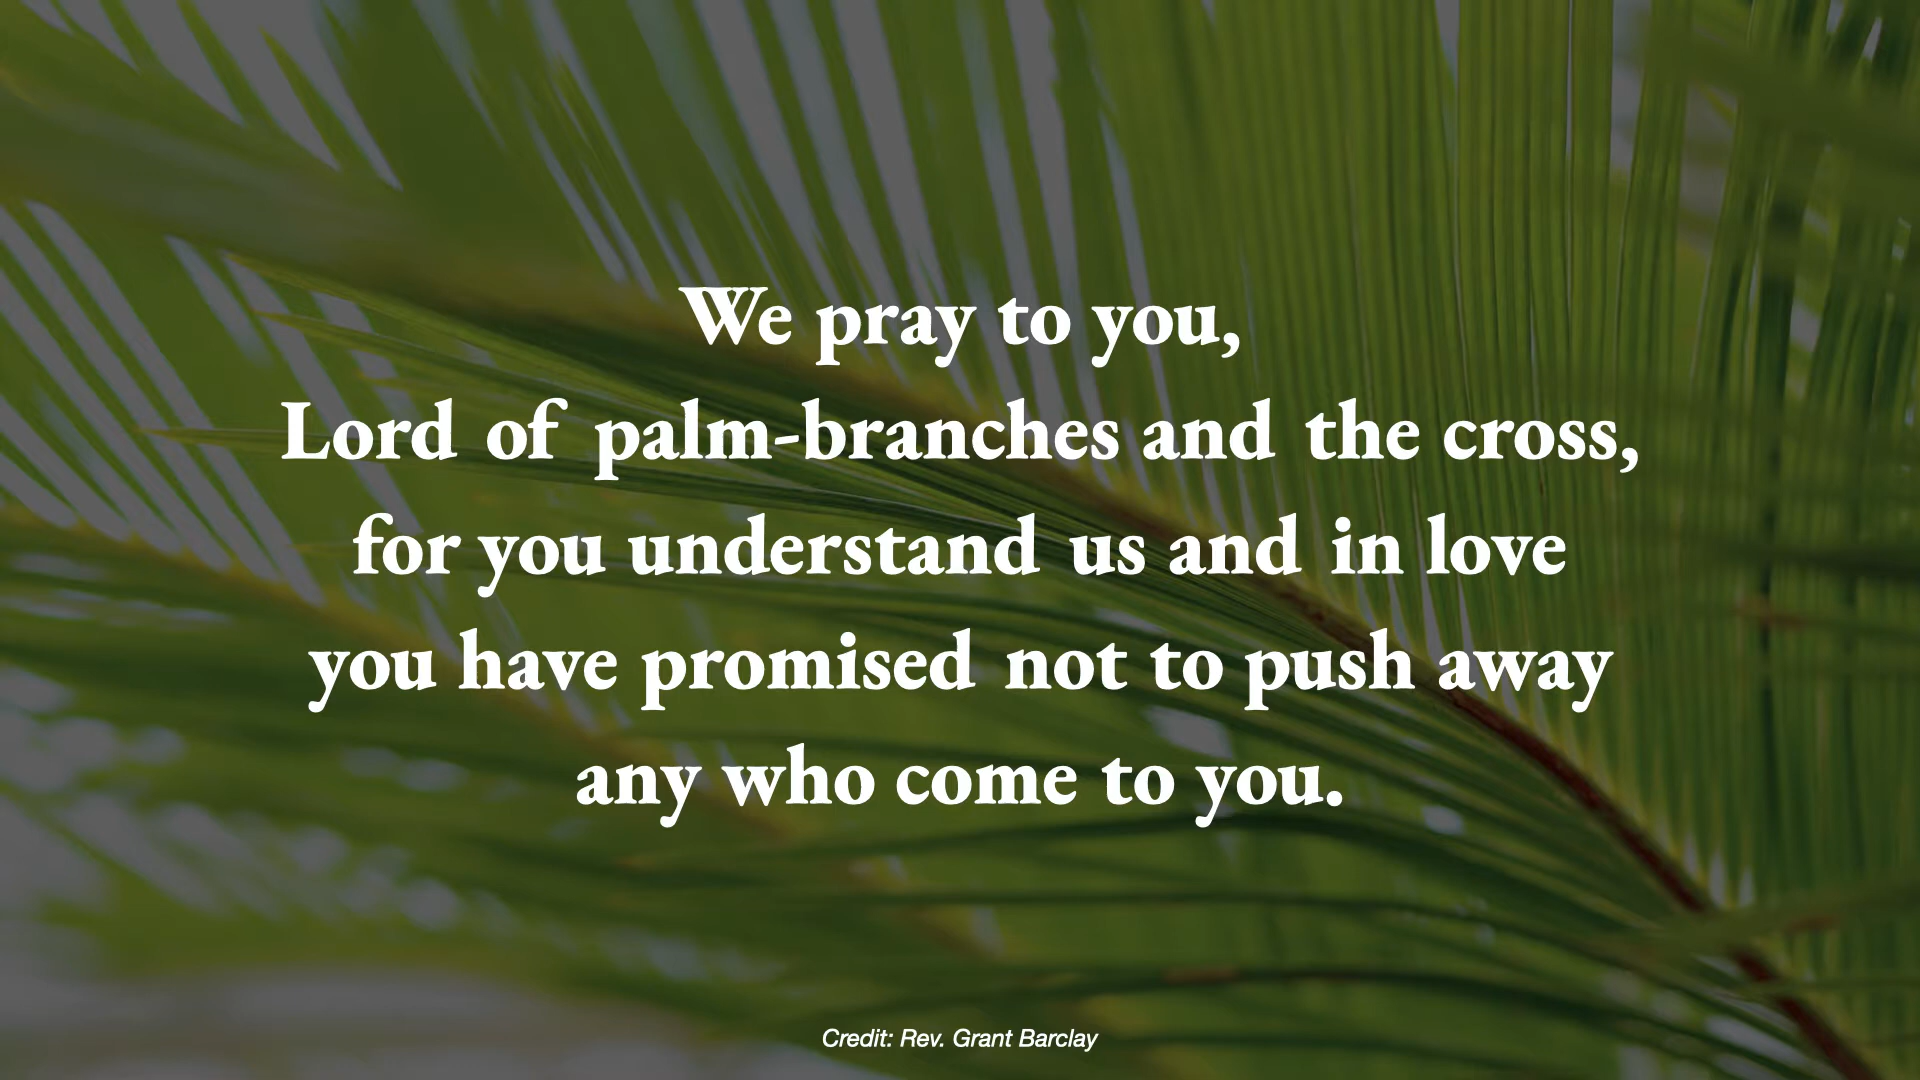 We pray to you,
Lord of palm-branches and the cross,
for you understand us and in love
you have promised not to push away
any who come to you.
Credit: Rev. Grant Barclay